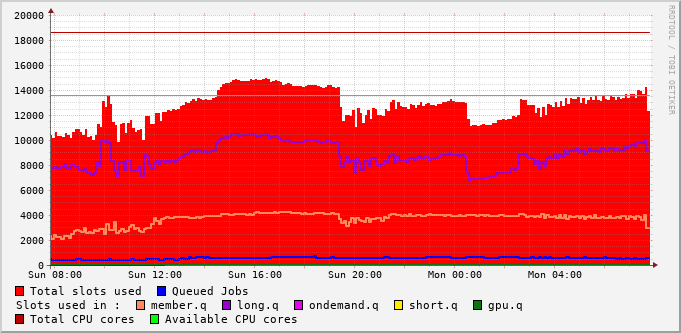 20000
18000
16000
14000
12000
10000
8000
6000
4000
2000
0
Sun 08:00 Sun 12:00 Sun 16:00 Sun 20:00 Mon 00:00 Mon 04:00
Total slots used Queued Jobs
Slots used in : member.q long.q ondemand.q short.q gpu.q
Total CPU cores Available CPU cores
RRDTOOL / TOBI OETIKER